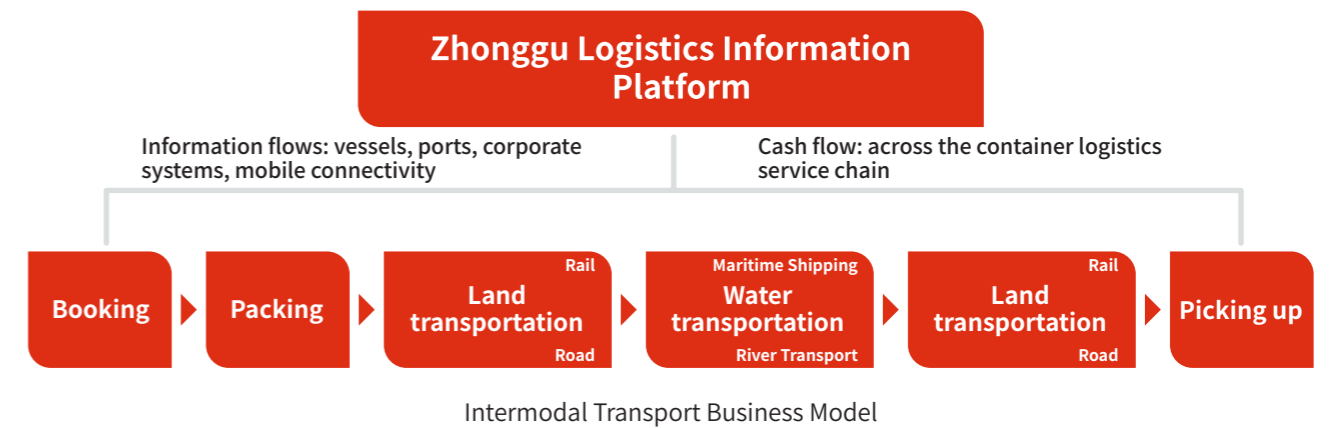 Zhonggu Logistics Information
Platform
Information flows: vessels, ports, corporate
systems, mobile connectivity
Cash flow: across the container logistics
service chain
Booking
Packing
Rail
Land
transportation
Road
Maritime Shipping
Water
transportation
River Transport
Rail
Land
transportation
Road
Picking up
Intermodal Transport Business Model